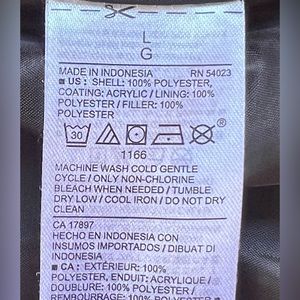 L
G
MADE IN INDONESIA RN 54023
■ US: SHELL: 100% POLYESTER,
COATING: ACRYLIC / LINING: 100%
POLYESTER / FILLER: 100%
POLYESTER
30
®
1166
MACHINE WASH COLD GENTLE
CYCLE / ONLY NON-CHLORINE
BLEACH WHEN NEEDED / TUMBLE
DRY LOW / COOL IRON / DO NOT DRY
CLEAN
CA 17897
HECHO EN INDONESIA CON
INSUMOS IMPORTADOS / DIBUAT DI
INDONESIA
■ CA: EXTÉRIEUR: 100%
POLYESTER, ENDUIT: ACRYLIQUE /
DOUBLURE: 100% POLYESTER /
REMBOURRAGE: 100% POLYESTER